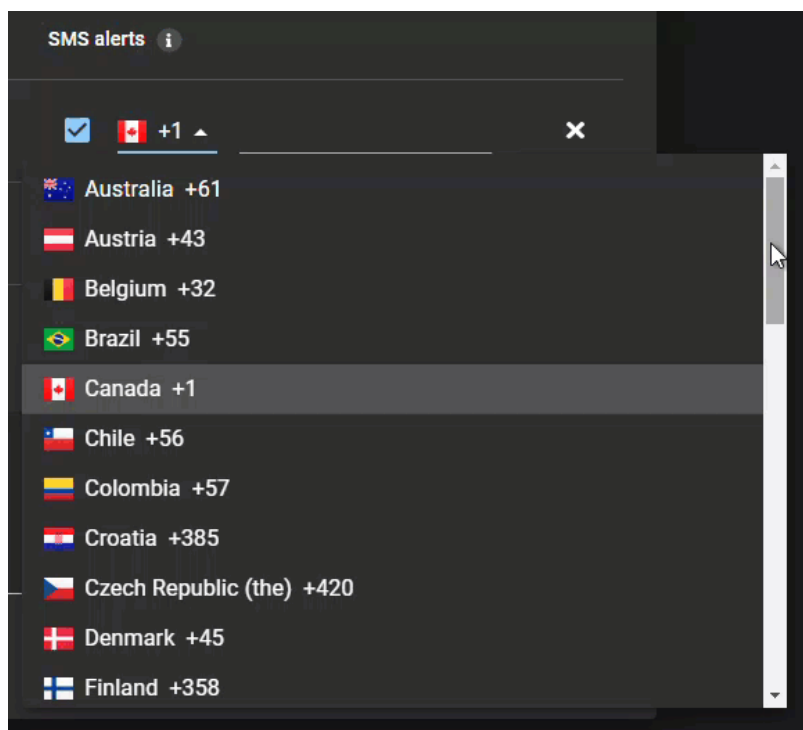 SMS alerts
+1
Australia +61
Austria +43
Belgium +32
Brazil +55
Canada +1
Chile +56
Colombia +57
Croatia +385
Czech Republic (the) +420
Denmark +45
Finland +358